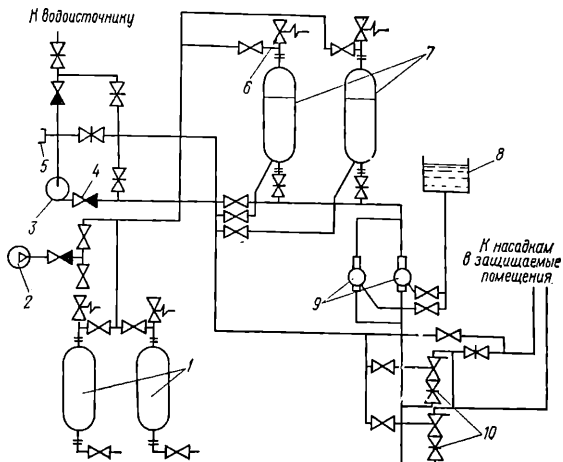 К водоисточнику
6
7
5
4
3
8
К насадкам
в защищаемые
помещения
2
9
1
10